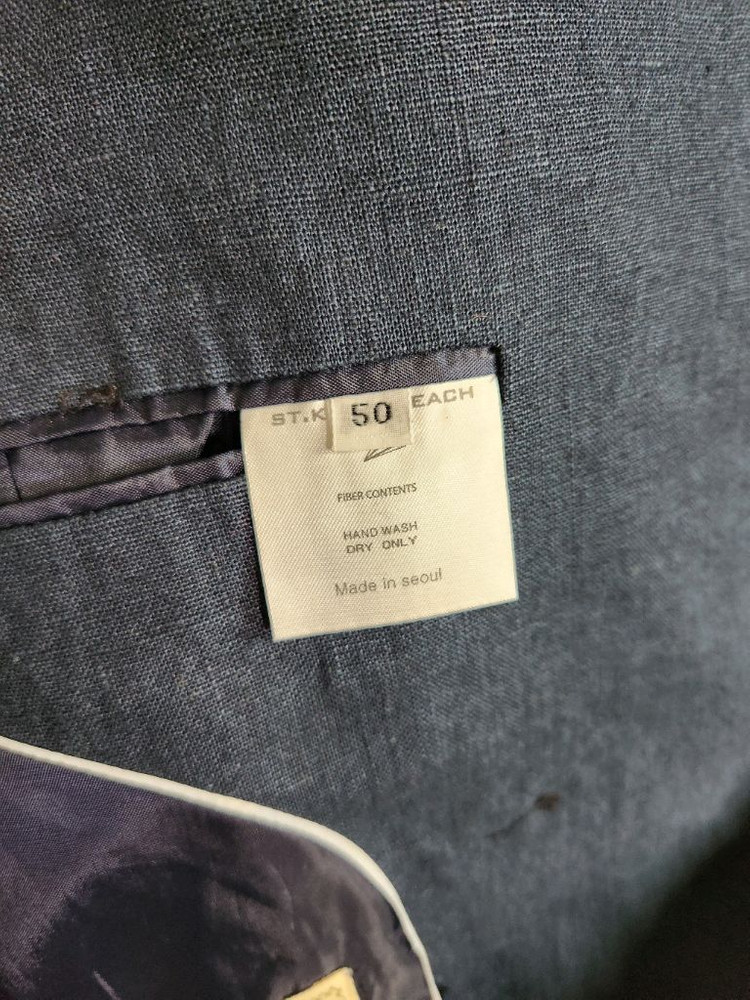 ST.K 50 EACH
FIBER CONTENTS
HAND WASH
DRY ONLY
Made in seoul